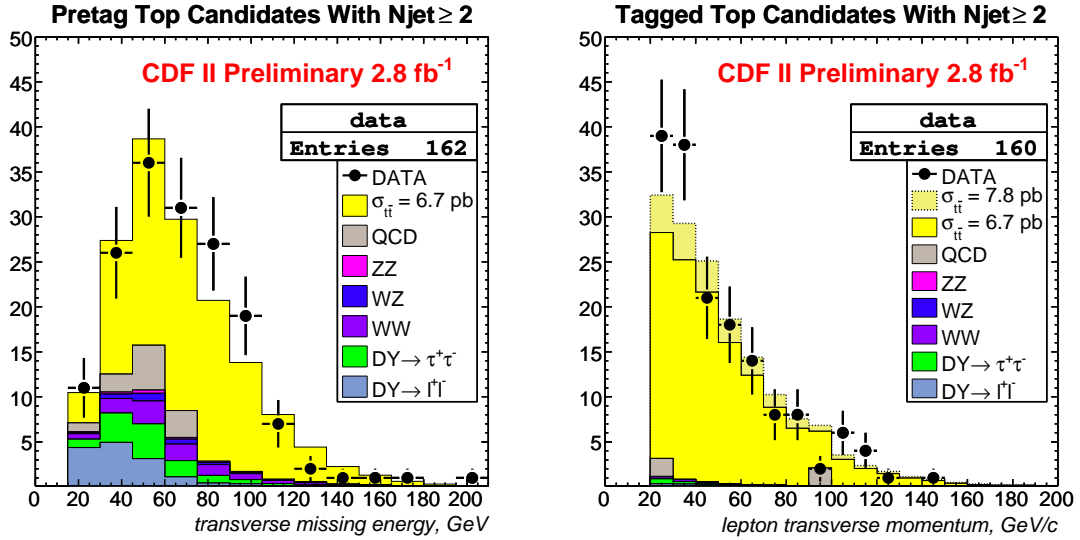 Pretag Top Candidates With Njet≥ 2
CDF II Preliminary 2.8 fb⁻¹
data
Entries 162
DATA
σ_tt̄ = 6.7 pb
QCD
ZZ
WZ
WW
DY→ τ⁺τ⁻
DY→ l⁺l⁻
50
45
40
35
30
25
20
15
10
5
0 20 40 60 80 100 120 140 160 180 200
transverse missing energy, GeV
Tagged Top Candidates With Njet≥ 2
CDF II Preliminary 2.8 fb⁻¹
data
Entries 160
DATA
σ_tt̄ = 7.8 pb
σ_tt̄ = 6.7 pb
QCD
ZZ
WZ
WW
DY→ τ⁺τ⁻
DY→ l⁺l⁻
50
45
40
35
30
25
20
15
10
5
0 20 40 60 80 100 120 140 160 180 200
lepton transverse momentum, GeV/c